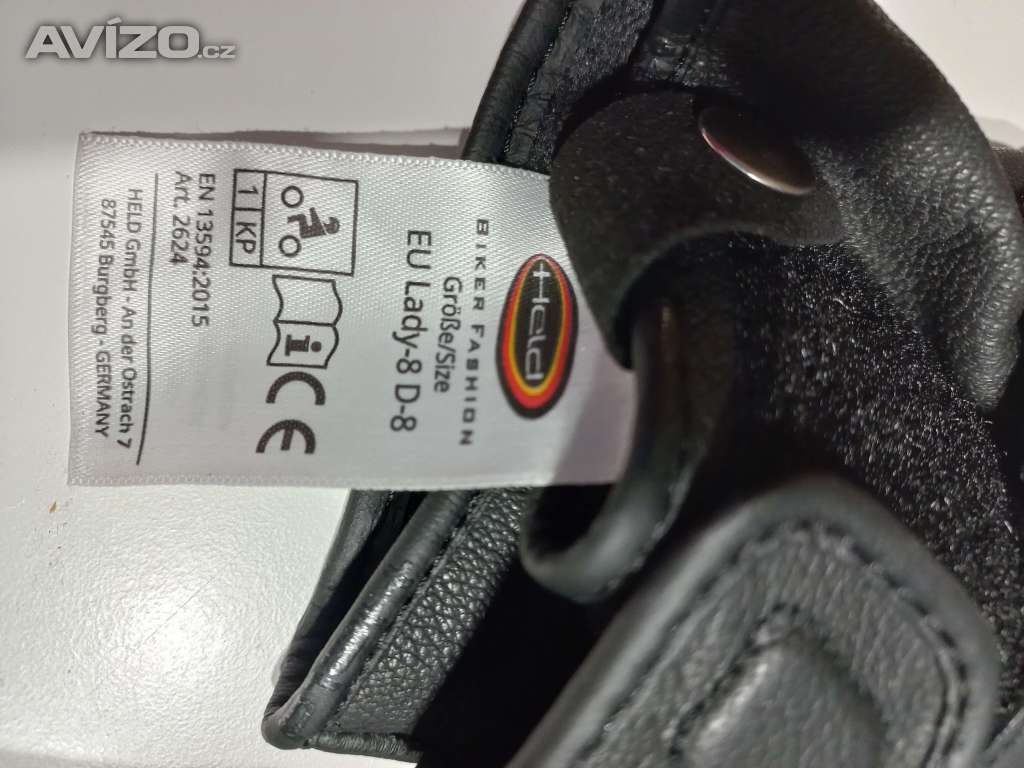 AVÍZO.cz
Held
BIKER FASHION
Größe/Size
EU Lady-8 D-8
1 KP
i
CE
EN 13594:2015
Art. 2624
HELD GmbH - An der Ostrach 7
87545 Burgberg - GERMANY